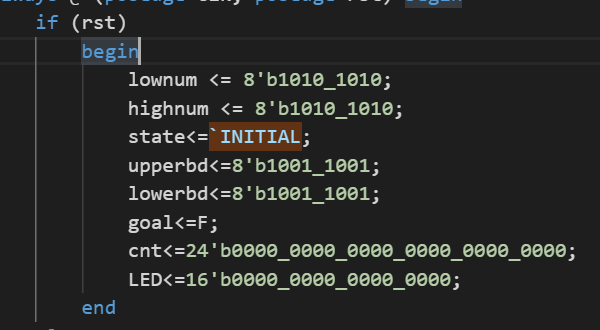 if (rst)
begin
lownum <= 8'b1010_1010;
highnum <= 8'b1010_1010;
state<=`INITIAL;
upperbd<=8'b1001_1001;
lowerbd<=8'b1001_1001;
goal<=F;
cnt<=24'b0000_0000_0000_0000_0000_0000;
LED<=16'b0000_0000_0000_0000;
end